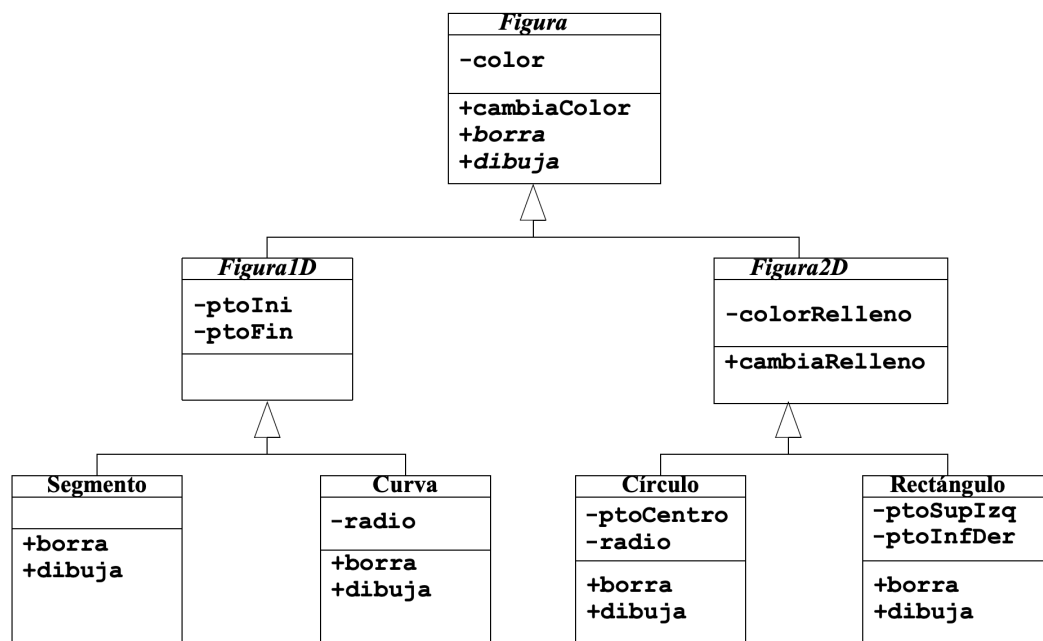 Figura
-color
+cambiaColor
+borra
+dibuja
Figura1D
-ptoIni
-ptoFin
Figura2D
-colorRelleno
+cambiaRelleno
Segmento
+borra
+dibuja
Curva
-radio
+borra
+dibuja
Círculo
-ptoCentro
-radio
+borra
+dibuja
Rectángulo
-ptoSupIzq
-ptoInfDer
+borra
+dibuja